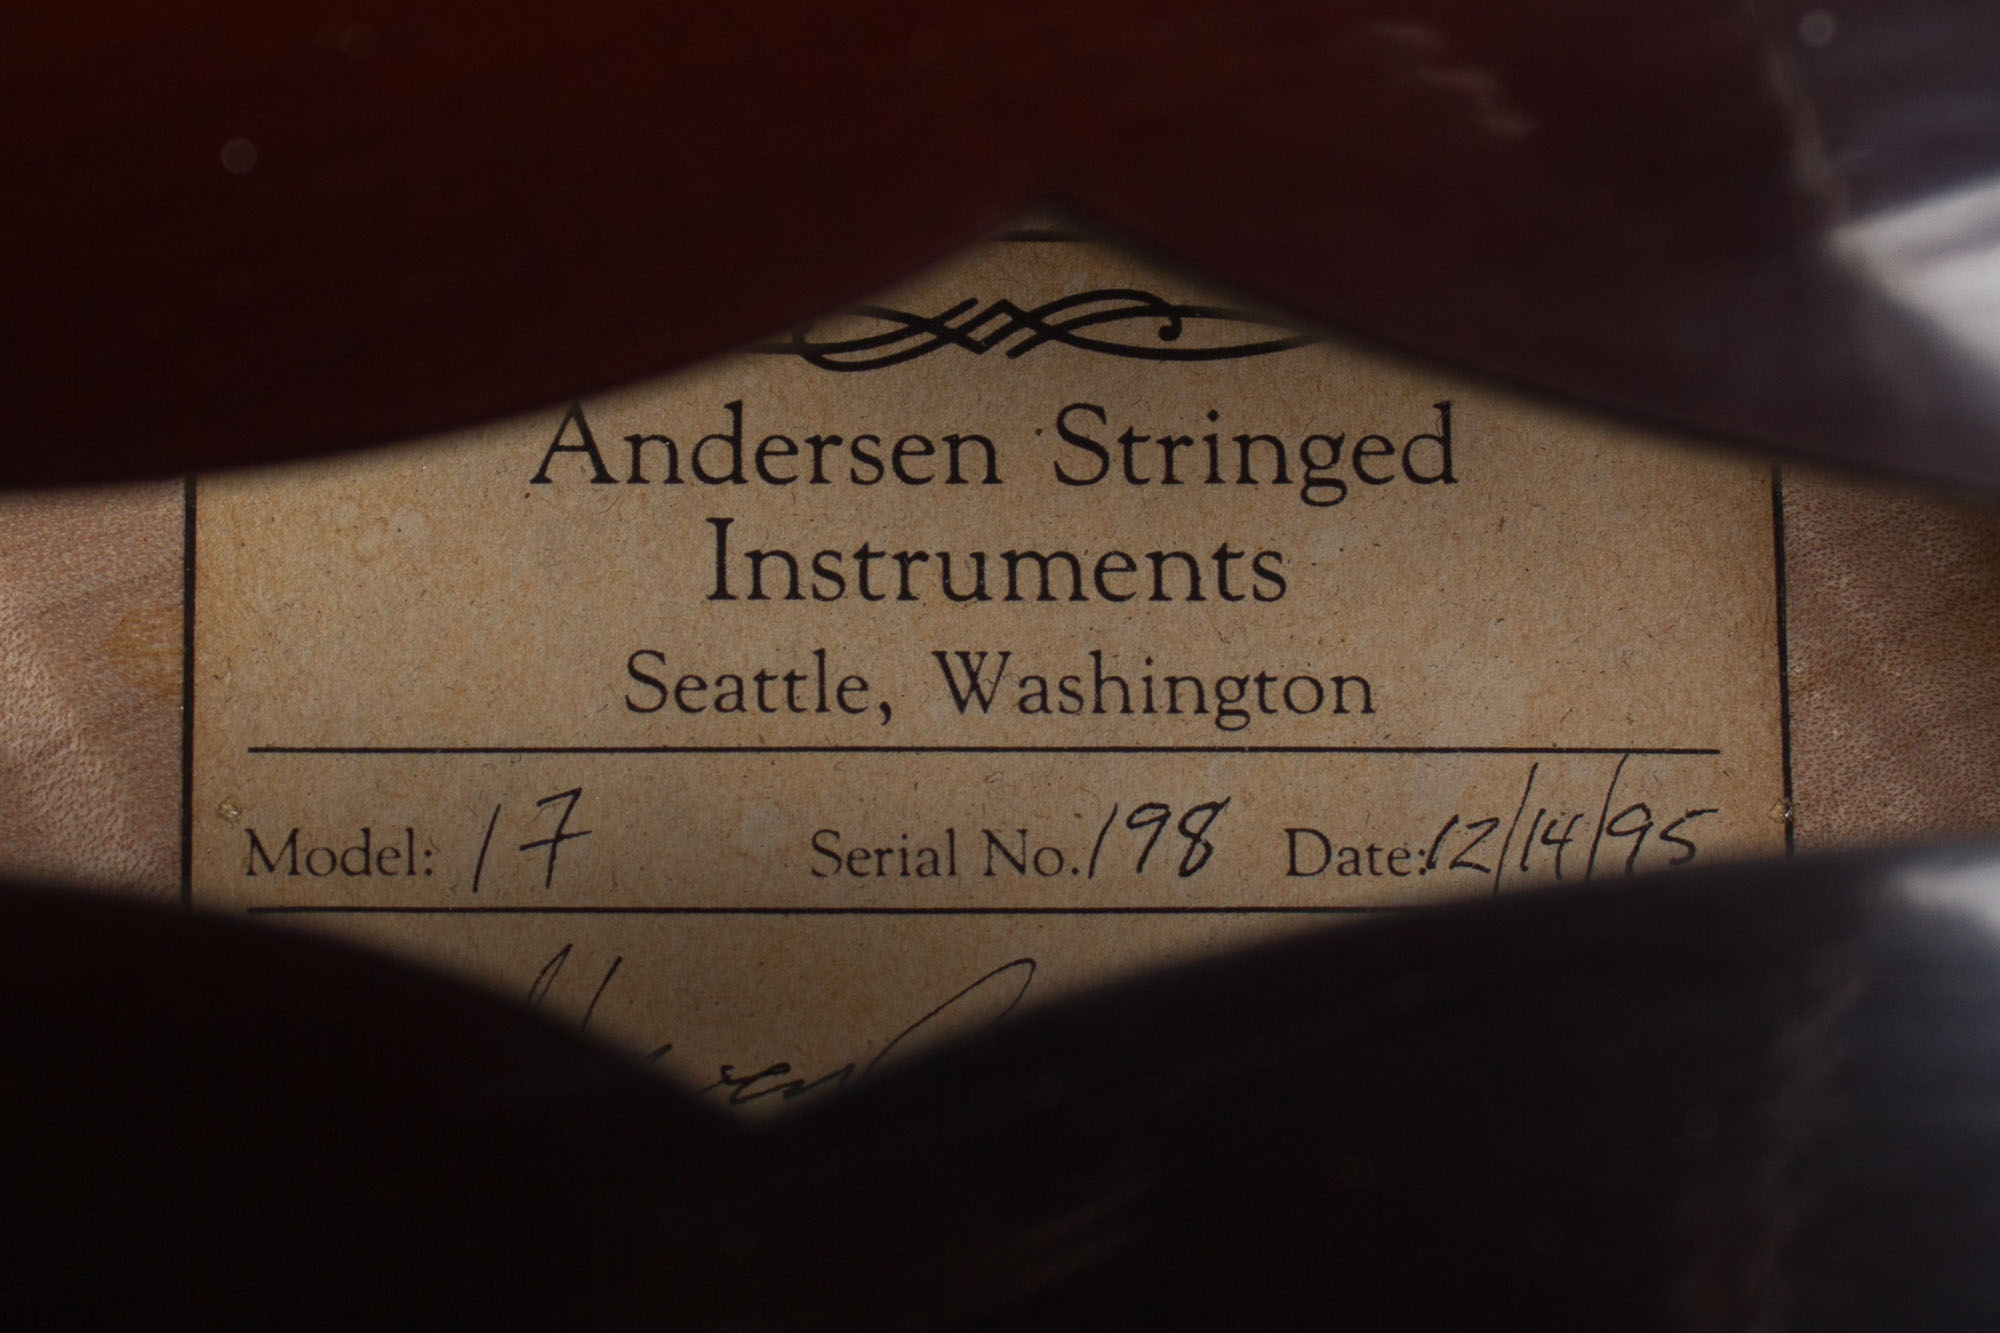 Andersen Stringed
Instruments
Seattle, Washington
Model: 17 Serial No. 198 Date: 12/14/95